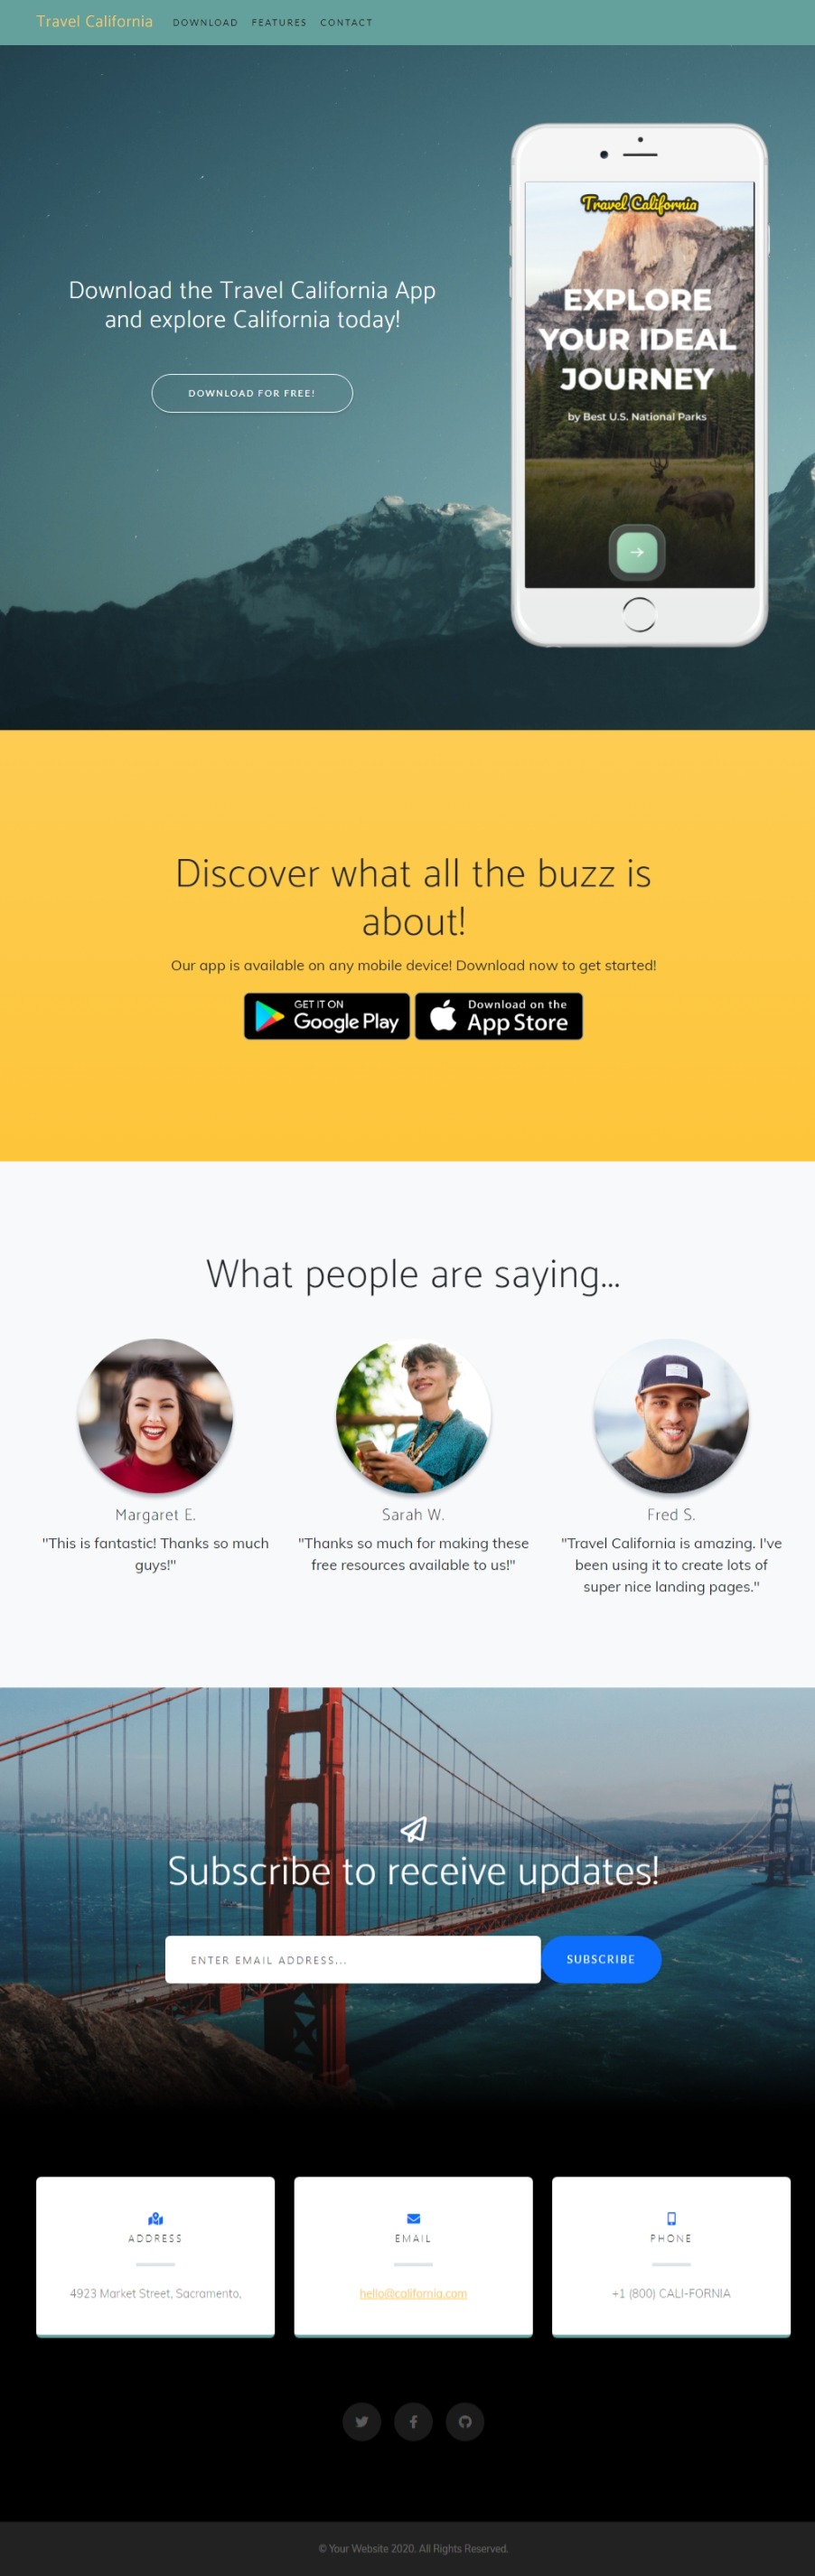 Travel California DOWNLOAD FEATURES CONTACT
Travel California
EXPLORE
YOUR IDEAL
JOURNEY
by Best U.S. National Parks
Download the Travel California App
and explore California today!
DOWNLOAD FOR FREE!
Discover what all the buzz is
about!
Our app is available on any mobile device! Download now to get started!
GET IT ON
Google Play
Download on the
App Store
What people are saying...
Margaret E.
"This is fantastic! Thanks so much
guys!"
Sarah W.
"Thanks so much for making these
free resources available to us!"
Fred S.
"Travel California is amazing. I've
been using it to create lots of
super nice landing pages."
Subscribe to receive updates!
ENTER EMAIL ADDRESS...
SUBSCRIBE
ADDRESS
4923 Market Street, Sacramento,
EMAIL
hello@california.com
PHONE
+1 (800) CALI-FORNIA
© Your Website 2020. All Rights Reserved.